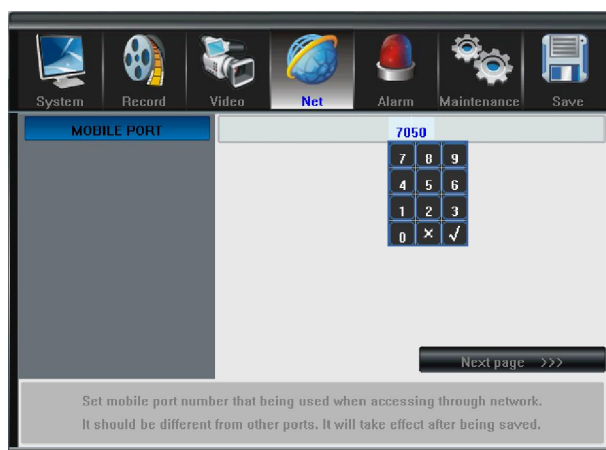 System Record Video Net Alarm Maintenance Save
MOBILE PORT 7050
7 8 9
4 5 6
1 2 3
0 × √
Next page >>>
Set mobile port number that being used when accessing through network.
It should be different from other ports. It will take effect after being saved.